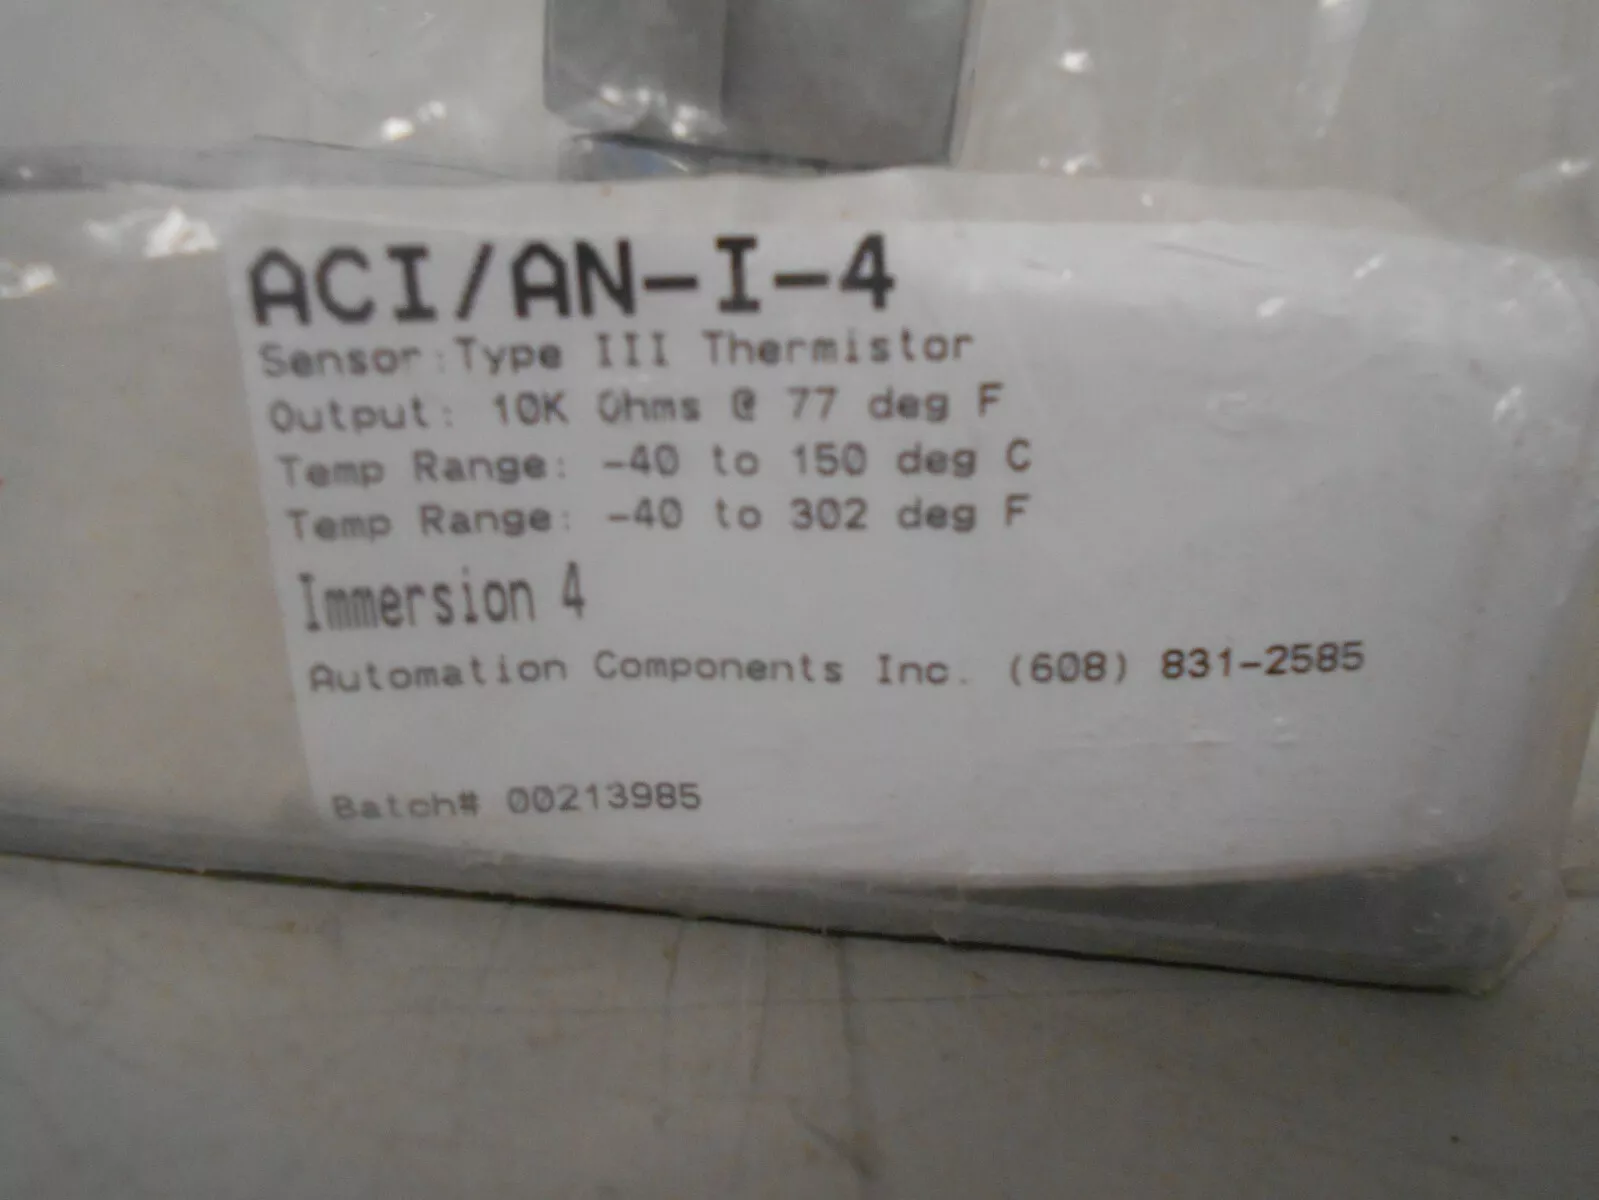 ACI/AN-I-4
Sensor:Type III Thermistor
Output: 10K Ohms @ 77 deg F
Temp Range: -40 to 150 deg C
Temp Range: -40 to 302 deg F
Immersion 4
Automation Components Inc. (608) 831-2585
Batch# 00213985